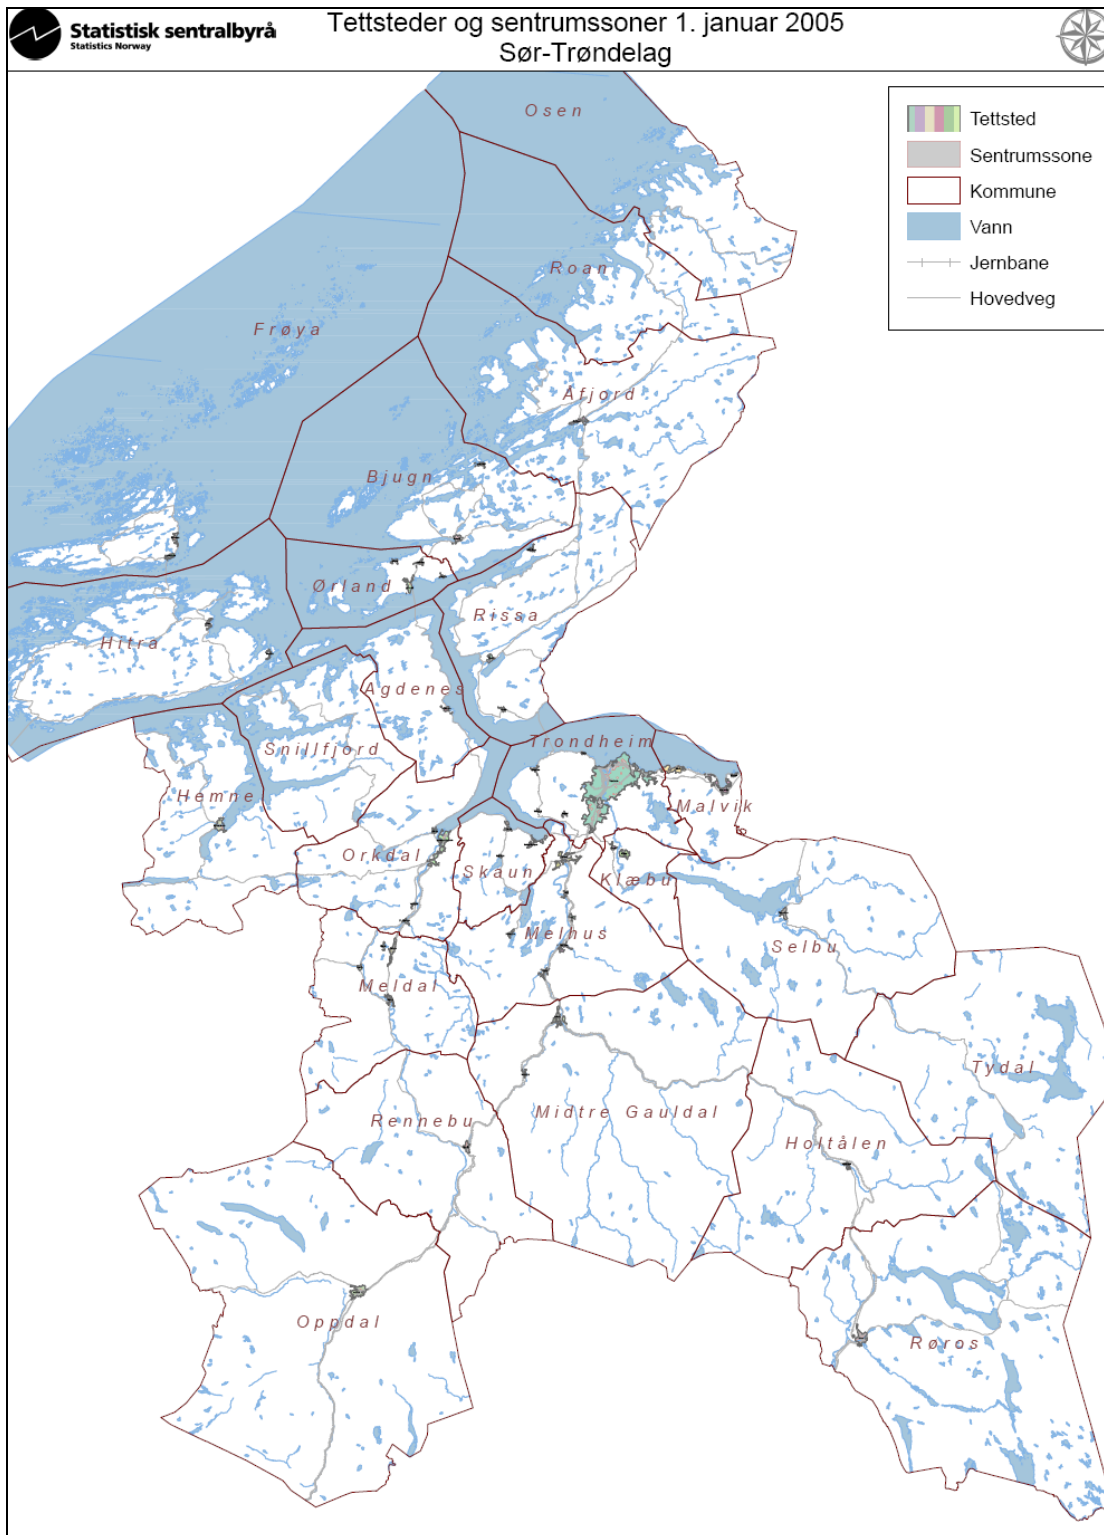 Statistisk sentralbyrå
Statistics Norway
Tettsteder og sentrumssoner 1. januar 2005
Sør-Trøndelag
Tettsted
Sentrumssone
Kommune
Vann
Jernbane
Hovedveg
Osen
Roan
Frøya
Åfjord
Bjugn
Ørland
Rissa
Hitra
Agdenes
Snillfjord
Trondheim
Hemne
Malvik
Orkdal
Skaun
Klæbu
Melhus
Selbu
Meldal
Tydal
Rennebu
Midtre Gauldal
Holtålen
Oppdal
Røros